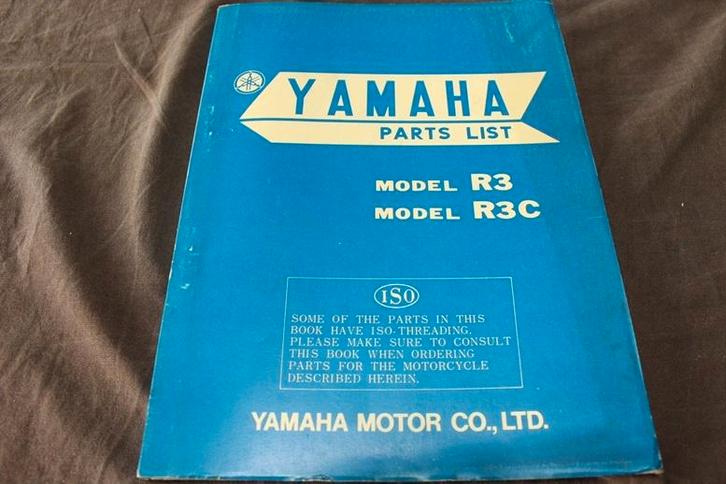 YAMAHA
PARTS LIST
MODEL R3
MODEL R3C
ISO
SOME OF THE PARTS IN THIS
BOOK HAVE ISO-THREADING.
PLEASE MAKE SURE TO CONSULT
THIS BOOK WHEN ORDERING
PARTS FOR THE MOTORCYCLE
DESCRIBED HEREIN.
YAMAHA MOTOR CO., LTD.